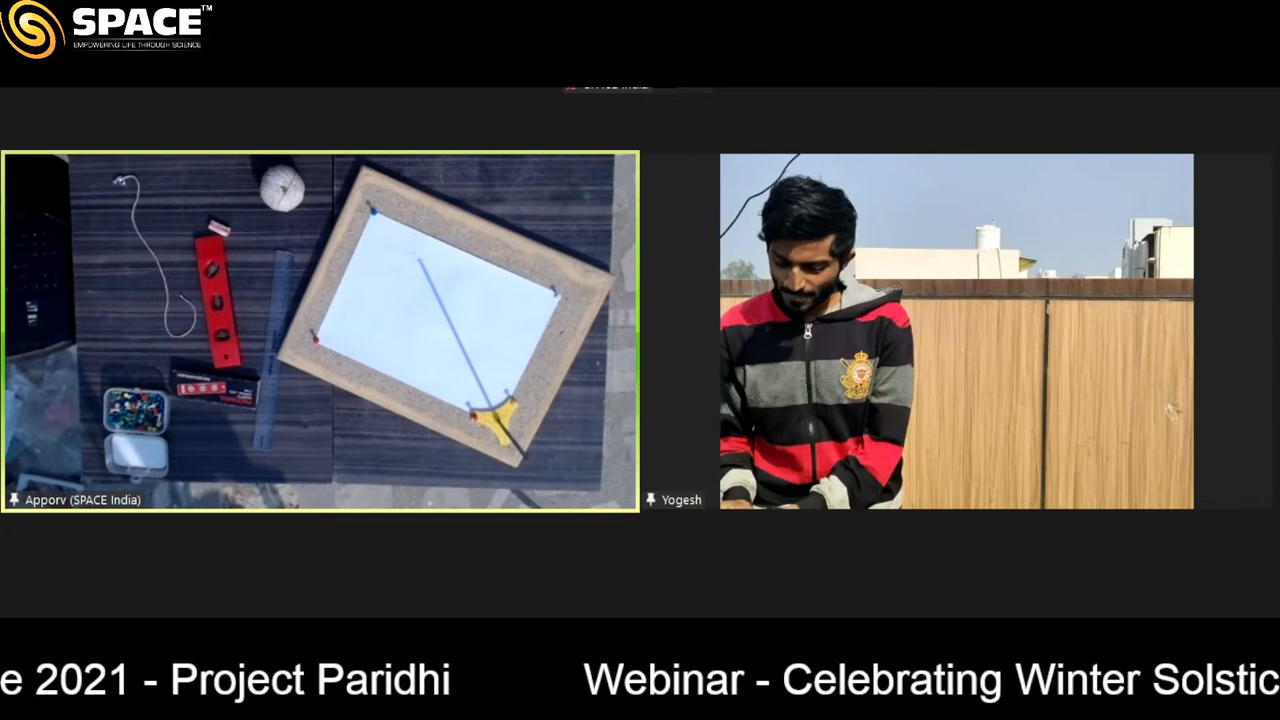 SPACE™
EMPOWERING LIFE THROUGH SCIENCE
Apporv (SPACE India)
Yogesh
e 2021 - Project Paridhi
Webinar - Celebrating Winter Solstic